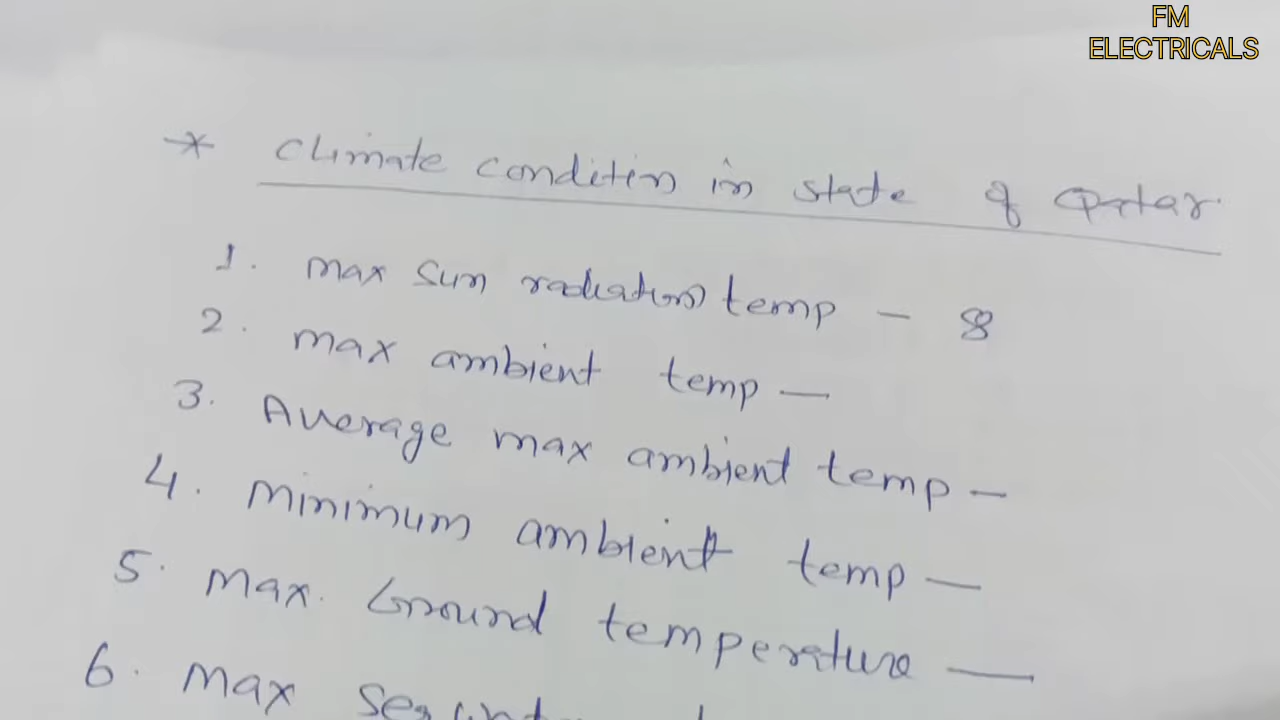 FM
ELECTRICALS
* Climate condition in state of Qatar.
1. max sun radiation temp - 8
2. max ambient temp —
3. Average max ambient temp -
4. Minimum ambient temp —
5. Max. Ground temperature —
6. max